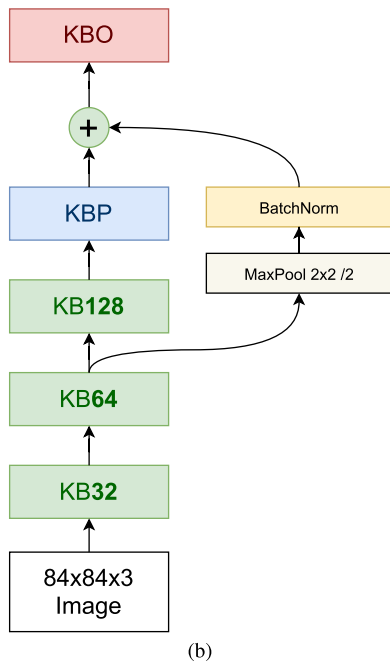 KBO
+
KBP
BatchNorm
MaxPool 2x2 /2
KB128
KB64
KB32
84x84x3
Image
(b)